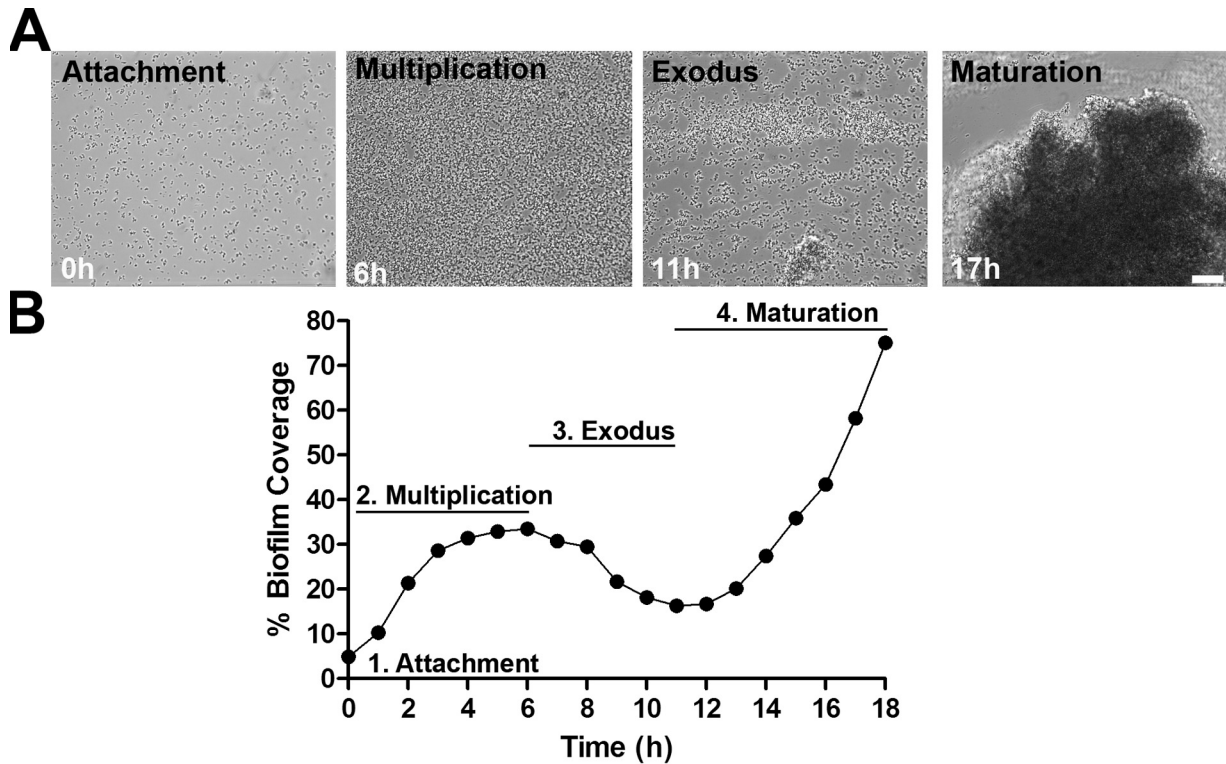 A
Attachment
Multiplication
Exodus
Maturation
0h
6h
11h
17h
B
% Biofilm Coverage
80
70
60
50
40
30
20
10
0
4. Maturation
3. Exodus
2. Multiplication
1. Attachment
0 2 4 6 8 10 12 14 16 18
Time (h)